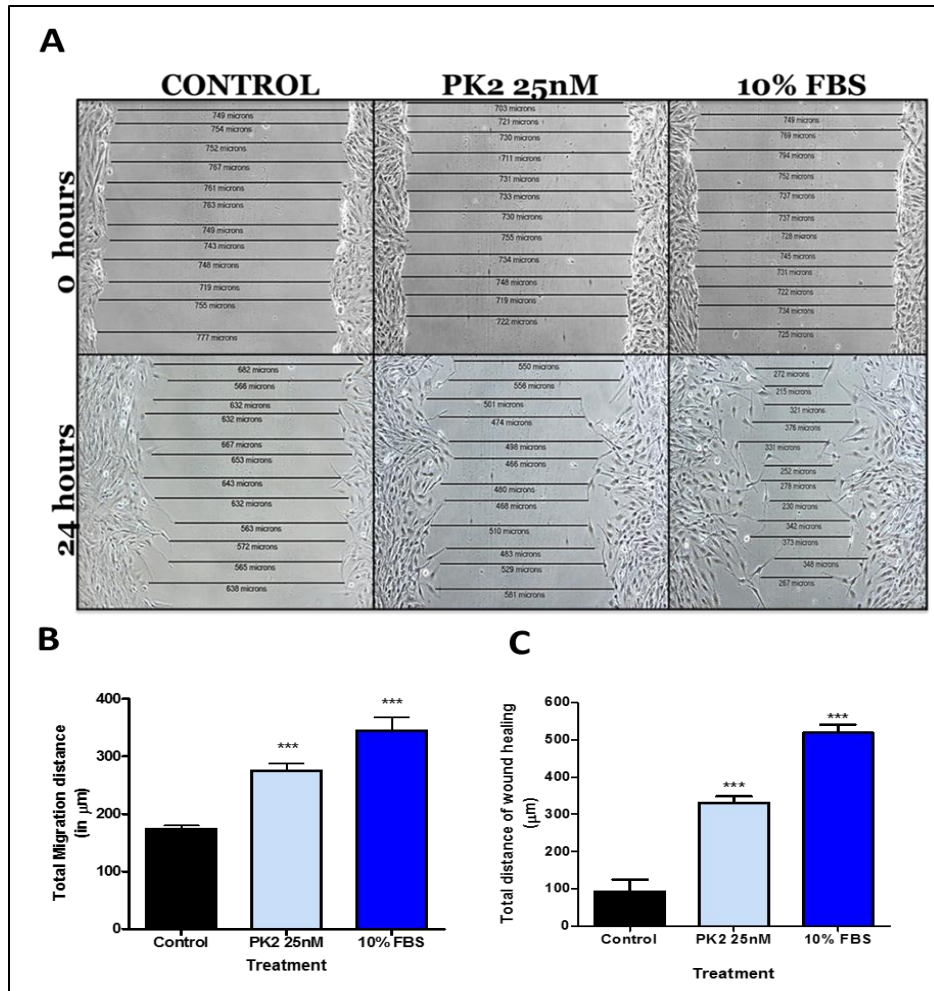 A
CONTROL
PK2 25nM
10% FBS
0 hours
749 microns
754 microns
752 microns
767 microns
761 microns
763 microns
749 microns
743 microns
748 microns
719 microns
755 microns
777 microns
703 microns
721 microns
730 microns
711 microns
731 microns
733 microns
730 microns
755 microns
734 microns
748 microns
719 microns
722 microns
749 microns
769 microns
794 microns
752 microns
737 microns
737 microns
728 microns
745 microns
731 microns
722 microns
734 microns
725 microns
24 hours
682 microns
566 microns
632 microns
632 microns
667 microns
653 microns
643 microns
632 microns
563 microns
572 microns
565 microns
638 microns
550 microns
556 microns
501 microns
474 microns
498 microns
466 microns
480 microns
468 microns
510 microns
483 microns
529 microns
581 microns
272 microns
215 microns
321 microns
376 microns
331 microns
252 microns
278 microns
230 microns
342 microns
373 microns
348 microns
267 microns
B
Total Migration distance
(in μm)
400
300
200
100
0
***
***
Control
PK2 25nM
10% FBS
Treatment
C
Total distance of wound healing
(μm)
600
500
400
300
200
100
0
***
***
Control
PK2 25nM
10% FBS
Treatment